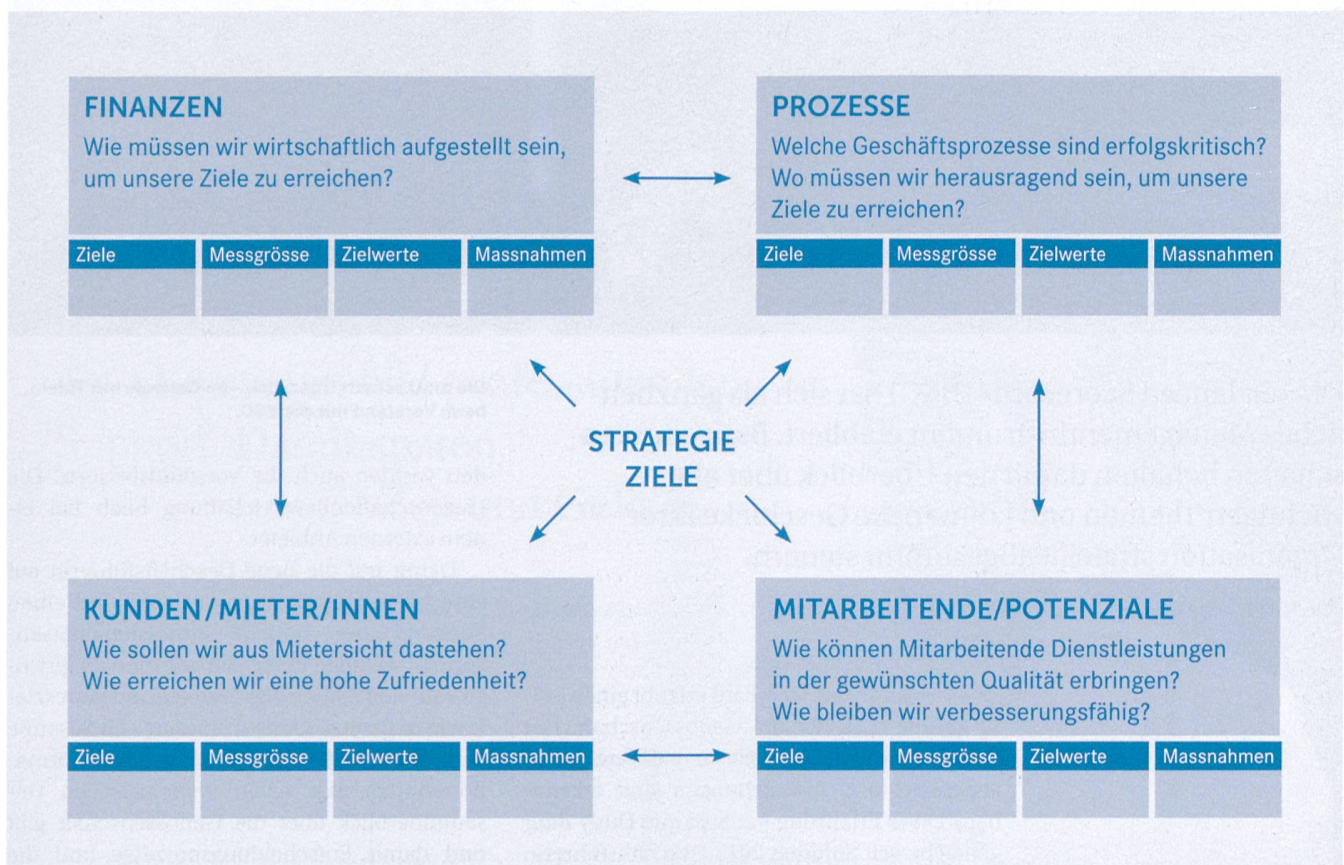 FINANZEN
Wie müssen wir wirtschaftlich aufgestellt sein,
um unsere Ziele zu erreichen?
Ziele Messgrösse Zielwerte Massnahmen
PROZESSE
Welche Geschäftsprozesse sind erfolgskritisch?
Wo müssen wir herausragend sein, um unsere
Ziele zu erreichen?
Ziele Messgrösse Zielwerte Massnahmen
STRATEGIE
ZIELE
KUNDEN/MIETER/INNEN
Wie sollen wir aus Mietersicht dastehen?
Wie erreichen wir eine hohe Zufriedenheit?
Ziele Messgrösse Zielwerte Massnahmen
MITARBEITENDE/POTENZIALE
Wie können Mitarbeitende Dienstleistungen
in der gewünschten Qualität erbringen?
Wie bleiben wir verbesserungsfähig?
Ziele Messgrösse Zielwerte Massnahmen